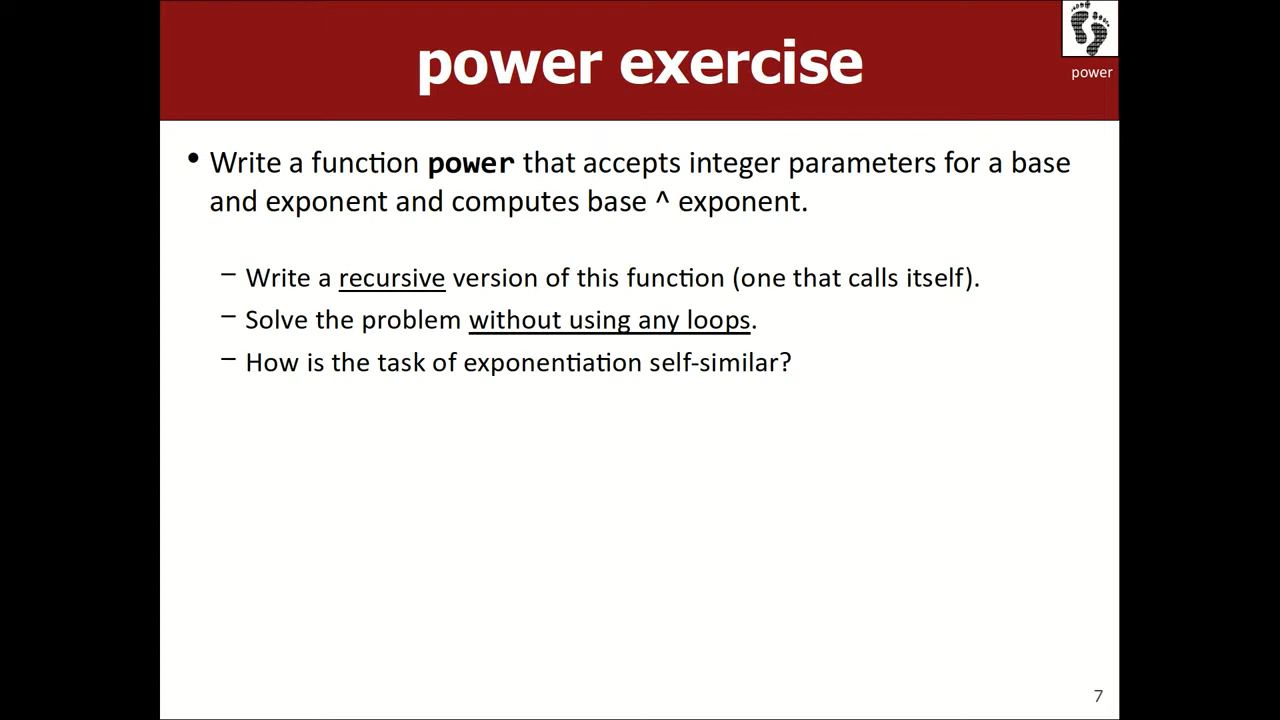 power exercise
power
• Write a function power that accepts integer parameters for a base
and exponent and computes base ^ exponent.
– Write a recursive version of this function (one that calls itself).
– Solve the problem without using any loops.
– How is the task of exponentiation self-similar?
7